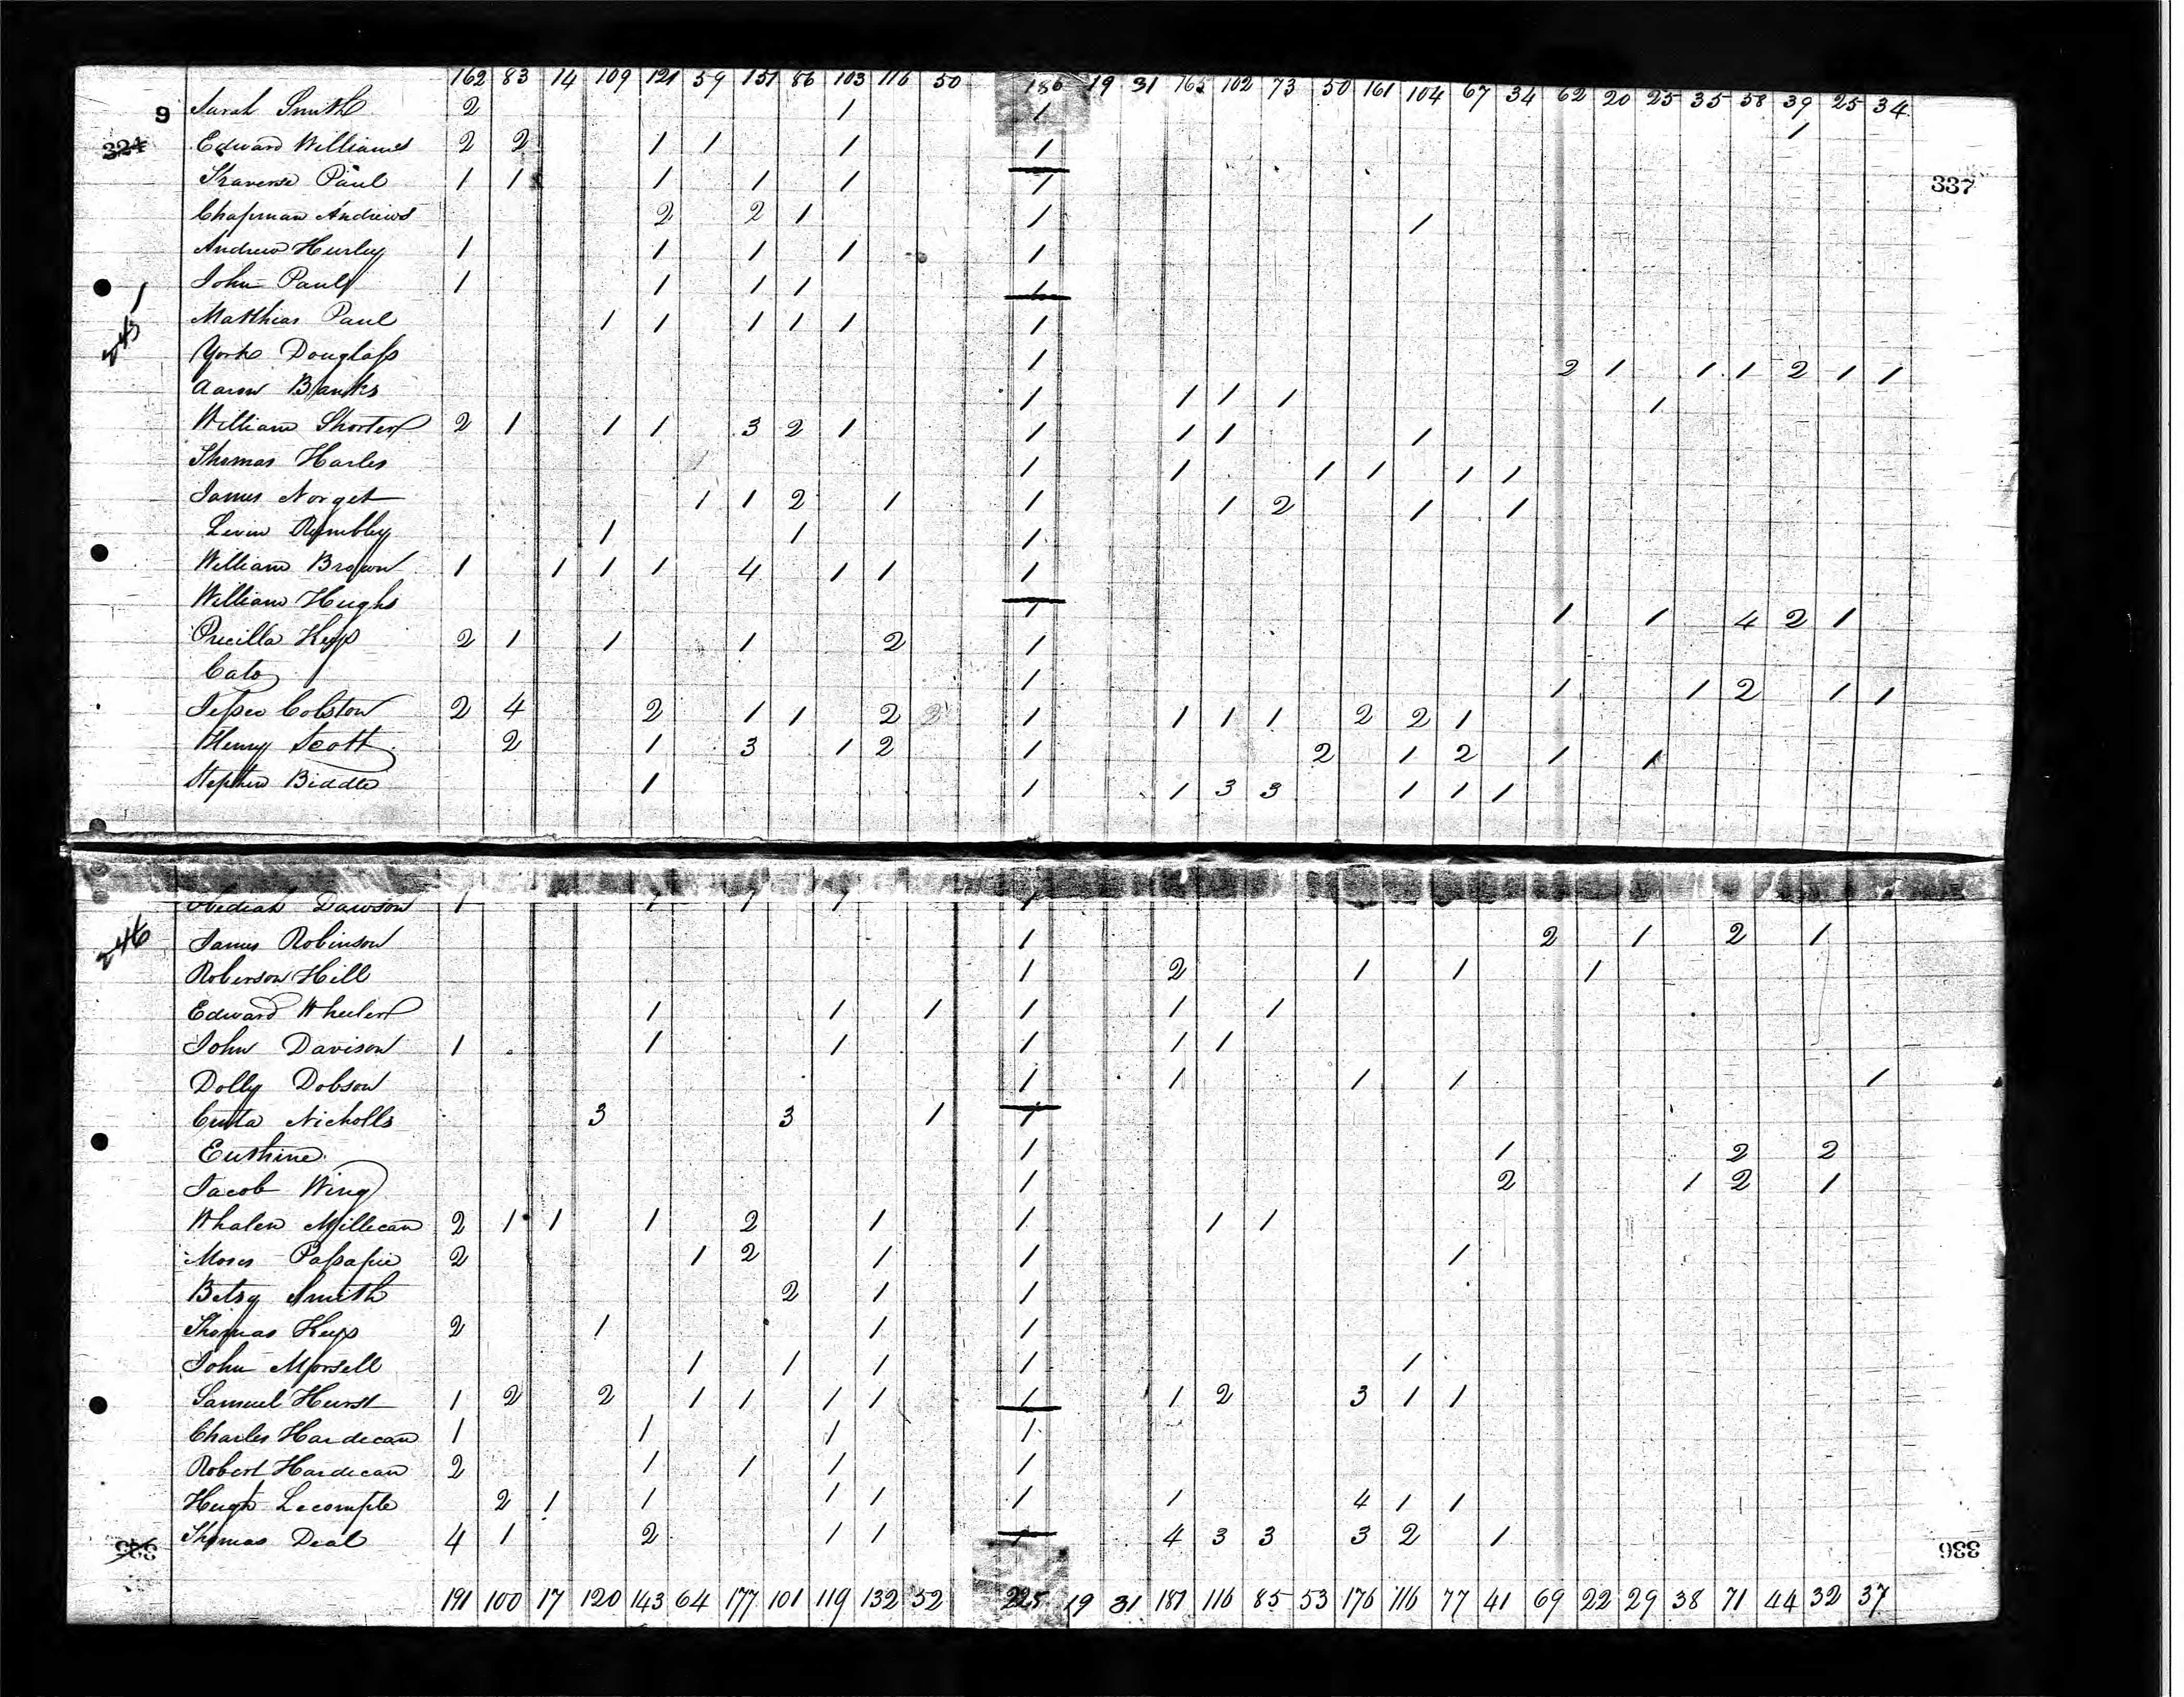 162 83 14 109 121 59 151 86 103 116 50 186 19 31 165 102 73 50 161 104 67 34 62 20 25 35 58 39 25 34
9 Sarah Smith 2 1 1 1
324 Edward Williams 2 2 1 1 1 1
Traverse Paul 1 1 1 1 1 1 337
Chapman Andrews 2 2 1 1 1
Andrew Hurley 1 1 1 1 1
John Paul 1 1 1 1 1
245 Matthias Paul 1 1 1 1 1 1
York Douglass 1 2 1 1 1 2 1 1
Aaron Banks 1 1 1 1 1
William Shorter 2 1 1 1 3 2 1 1 1 1 1
Thomas Harles 1 1 1 1 1 1
James Norget 1 1 2 1 1 1 2 1 1
Levin 1 1 1
William Brown 1 1 1 1 4 1 1 1
William Hughs 1 1 1 4 2 1
Precilla Keys 2 1 1 1 2 1
Cato 1 1 1 2 1 1
Colston 2 4 2 1 1 2 2 1 1 1 1 2 2 1
Henry Scott 2 1 3 1 2 1 2 1 2 1 1
Stephen Biddle 1 1 1 3 3 1 1 1
Dawson 1 1 1 1 1
246 James Robinson 1 2 1 2 1
Roberson Hill 1 2 1 1 1
Edward Wheeler 1 1 1 1 1 1
John Davison 1 1 1 1 1 1
Dolly Dobson 1 1 1 1 1
Nicholls 3 3 1 1
1 1 2 2
Jacob Wing 1 2 1 2 1
Whalen Millecan 2 1 1 1 2 1 1 1 1
Moses 2 1 2 1 1 1
Betsy Smith 2 1 1
Thomas Keys 2 1 1 1
John Morsell 1 1 1 1 1
Samuel Hurst 1 2 2 1 1 1 1 1 1 2 3 1 1
Charles Hardecan 1 1 1 1
Robert Hardecan 2 1 1 1 1
Hugh Lecompte 2 1 1 1 1 1 1 4 1 1
Thomas Deal 4 1 2 1 1 1 4 3 3 3 2 1
336
191 100 17 120 143 64 177 101 119 132 52 225 19 31 187 116 85 53 176 116 77 41 69 22 29 38 71 44 32 37